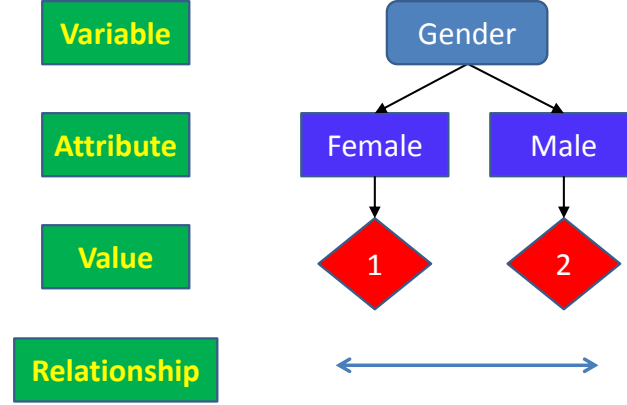 Variable
Gender
Attribute
Female
Male
Value
1
2
Relationship